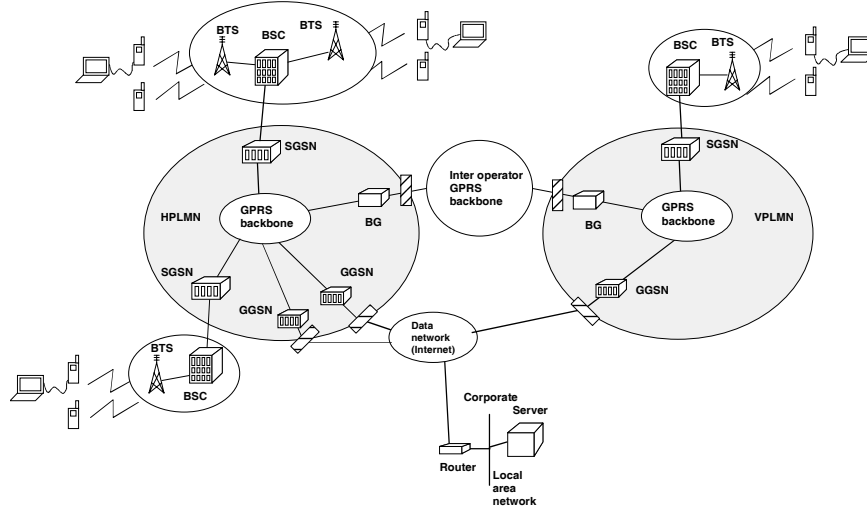 BTS
BSC
BTS
BSC
BTS
SGSN
SGSN
Inter operator
GPRS
backbone
HPLMN
GPRS
backbone
BG
BG
GPRS
backbone
VPLMN
SGSN
GGSN
GGSN
GGSN
Data
network
(Internet)
BTS
BSC
Corporate
Server
Router
Local
area
network